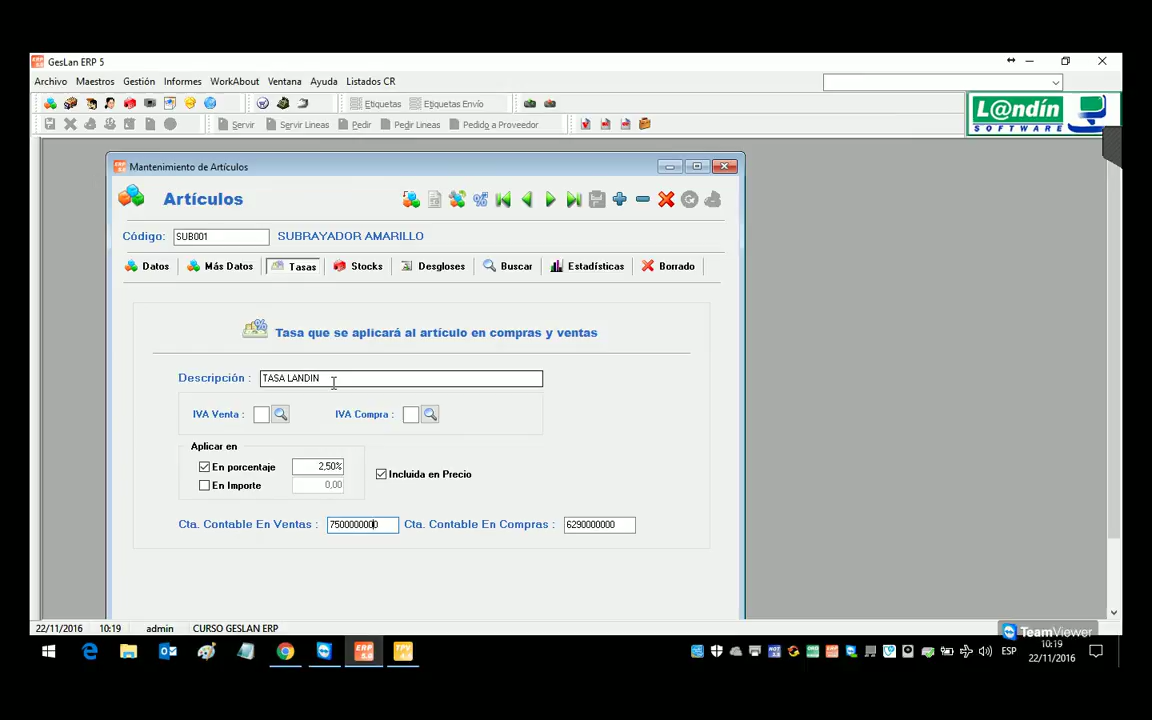 GesLan ERP 5
Archivo Maestros Gestión Informes WorkAbout Ventana Ayuda Listados CR
Etiquetas Etiquetas Envío
Servir Servir Lineas Pedir Pedir Lineas Pedido a Proveedor
L@ndín
SOFTWARE
Mantenimiento de Artículos
Artículos
Código: SUB001 SUBRAYADOR AMARILLO
Datos Más Datos Tasas Stocks Desgloses Buscar Estadísticas Borrado
Tasa que se aplicará al artículo en compras y ventas
Descripción : TASA LANDIN
IVA Venta : IVA Compra :
Aplicar en
En porcentaje 2,50% Incluida en Precio
En Importe 0,00
Cta. Contable En Ventas : 7500000000 Cta. Contable En Compras : 6290000000
22/11/2016 10:19 admin CURSO GESLAN ERP
TeamViewer
ESP
10:19
22/11/2016